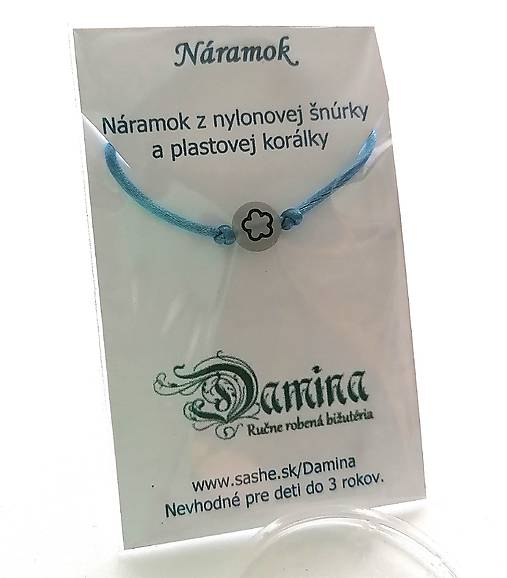 Náramok
Náramok z nylonovej šnúrky
a plastovej korálky
Damina
Ručne robená bižutéria
www.sashe.sk/Damina
Nevhodné pre deti do 3 rokov.